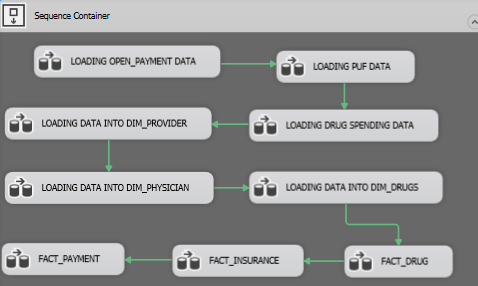 Sequence Container
LOADING OPEN_PAYMENT DATA
LOADING PUF DATA
LOADING DATA INTO DIM_PROVIDER
LOADING DRUG SPENDING DATA
LOADING DATA INTO DIM_PHYSICIAN
LOADING DATA INTO DIM_DRUGS
FACT_PAYMENT
FACT_INSURANCE
FACT_DRUG